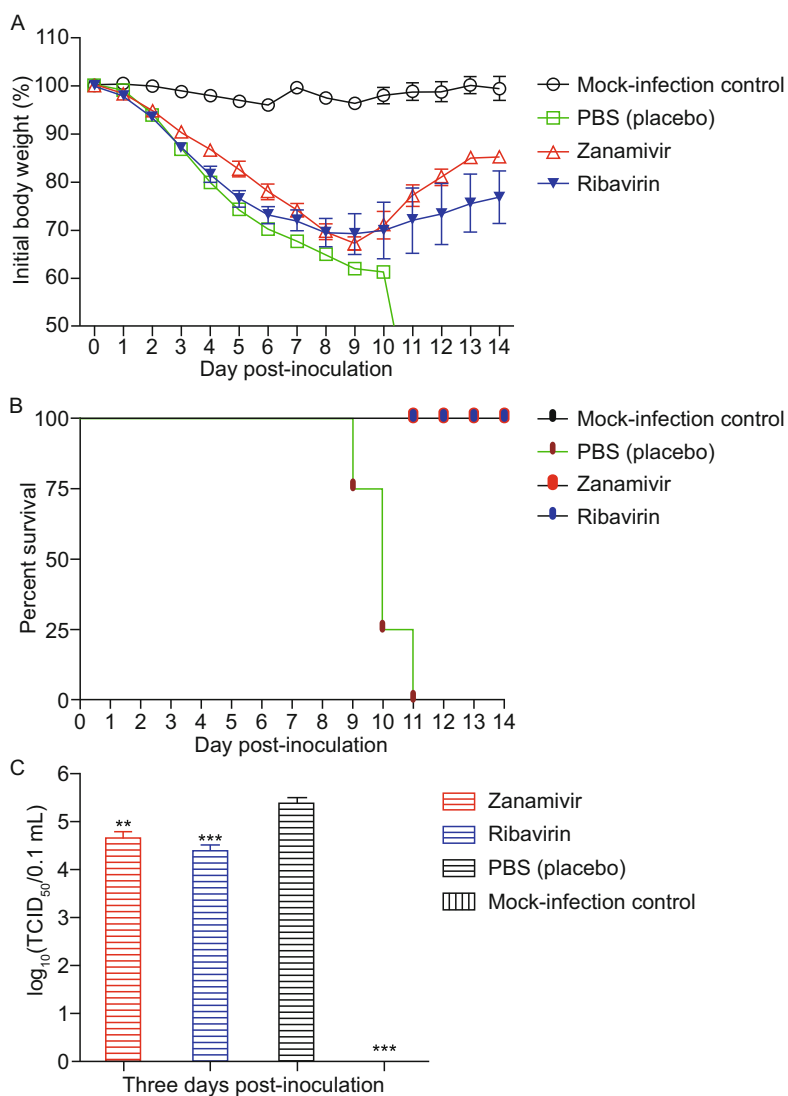 A
110
100
90
80
70
60
50
Initial body weight (%)
0 1 2 3 4 5 6 7 8 9 10 11 12 13 14
Day post-inoculation
Mock-infection control
PBS (placebo)
Zanamivir
Ribavirin
B
100
75
50
25
0
Percent survival
0 1 2 3 4 5 6 7 8 9 10 11 12 13 14
Day post-inoculation
Mock-infection control
PBS (placebo)
Zanamivir
Ribavirin
C
6
5
4
3
2
1
0
log₁₀(TCID₅₀/0.1 mL)
**
***
***
Three days post-inoculation
Zanamivir
Ribavirin
PBS (placebo)
Mock-infection control